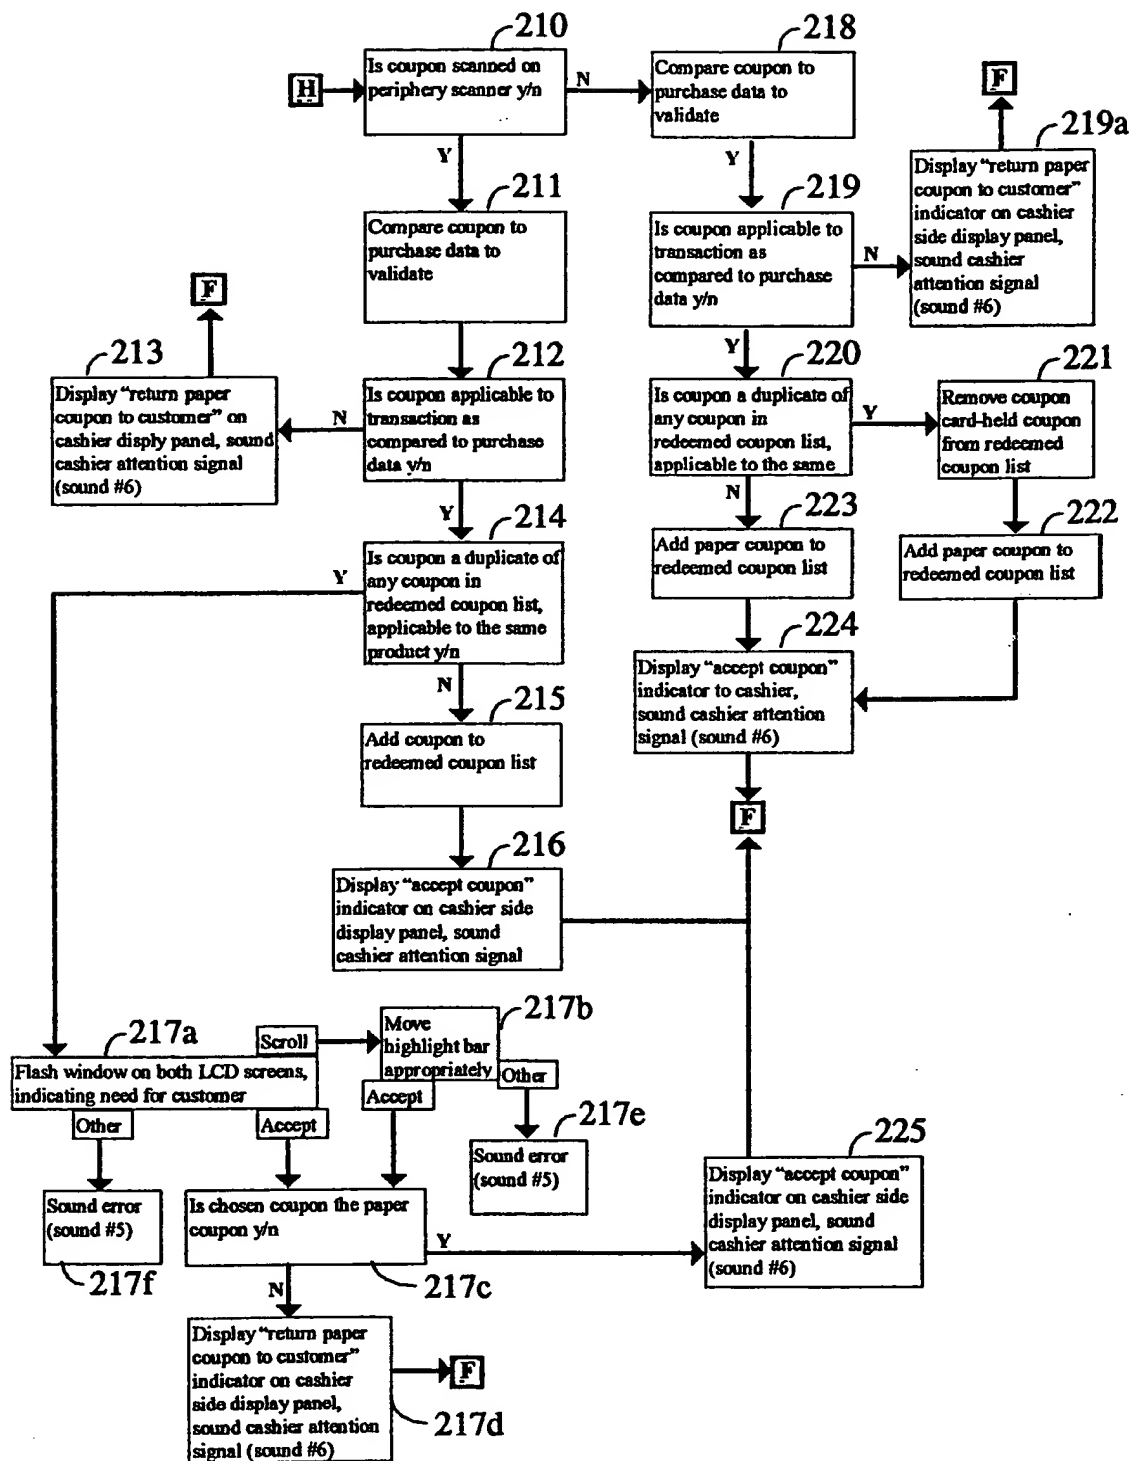 210
H
Is coupon scanned on
periphery scanner y/n
N
Y
218
Compare coupon to
purchase data to
validate
Y
F
219a
Display "return paper
coupon to customer"
indicator on cashier
side display panel,
sound cashier
attention signal
(sound #6)
211
Compare coupon to
purchase data to
validate
219
Is coupon applicable to
transaction as
compared to purchase
data y/n
N
Y
F
213
Display "return paper
coupon to customer" on
cashier disply panel, sound
cashier attention signal
(sound #6)
212
Is coupon applicable to
transaction as
compared to purchase
data y/n
N
Y
220
Is coupon a duplicate of
any coupon in
redeemed coupon list,
applicable to the same
Y
N
221
Remove coupon
card-held coupon
from redeemed
coupon list
214
Is coupon a duplicate of
any coupon in
redeemed coupon list,
applicable to the same
product y/n
Y
N
223
Add paper coupon to
redeemed coupon list
222
Add paper coupon to
redeemed coupon list
224
Display "accept coupon"
indicator to cashier,
sound cashier attention
signal (sound #6)
F
215
Add coupon to
redeemed coupon list
216
Display "accept coupon"
indicator on cashier side
display panel, sound
cashier attention signal
217a
Flash window on both LCD screens,
indicating need for customer
Scroll
Other
Accept
217b
Move
highlight bar
appropriately
Other
Accept
217e
Sound error
(sound #5)
Sound error
(sound #5)
217f
Is chosen coupon the paper
coupon y/n
217c
Y
N
225
Display "accept coupon"
indicator on cashier side
display panel, sound
cashier attention signal
(sound #6)
Display "return paper
coupon to customer"
indicator on cashier
side display panel,
sound cashier attention
signal (sound #6)
217d
F